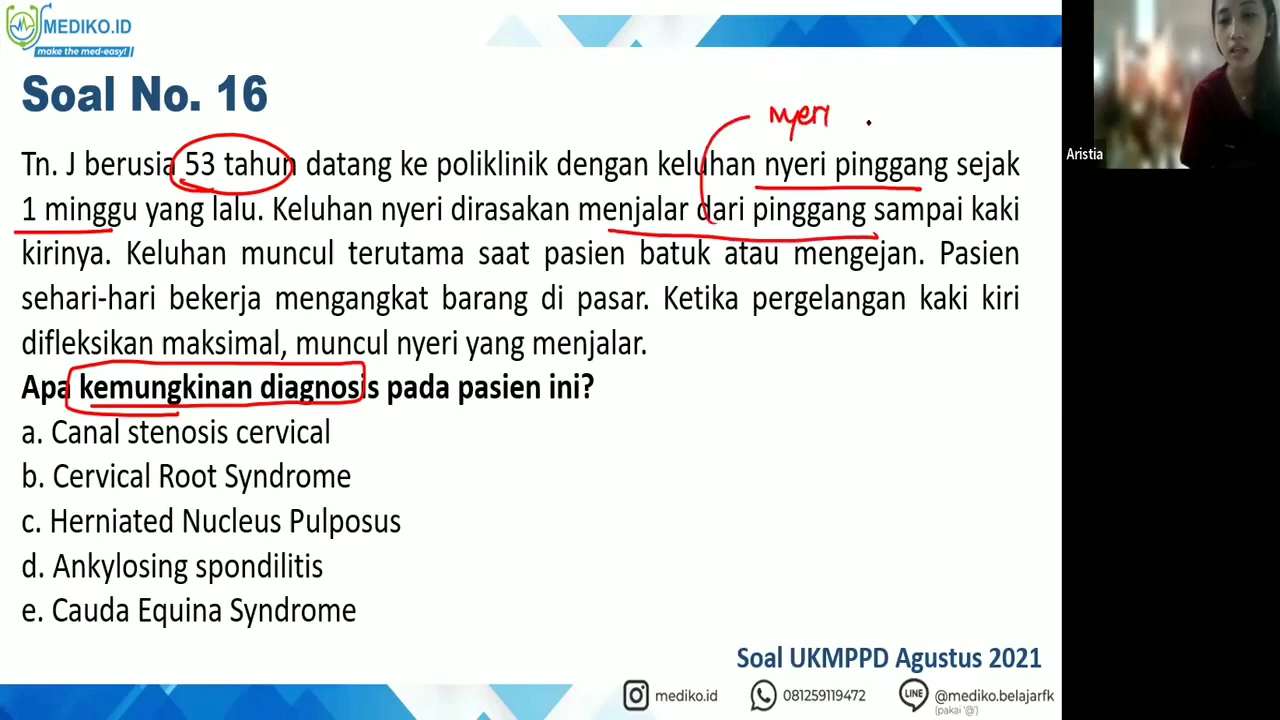 MEDIKO.ID
make the med-easy!
Soal No. 16
nyeri
Tn. J berusia 53 tahun datang ke poliklinik dengan keluhan nyeri pinggang sejak
1 minggu yang lalu. Keluhan nyeri dirasakan menjalar dari pinggang sampai kaki
kirinya. Keluhan muncul terutama saat pasien batuk atau mengejan. Pasien
sehari-hari bekerja mengangkat barang di pasar. Ketika pergelangan kaki kiri
difleksikan maksimal, muncul nyeri yang menjalar.
Apa kemungkinan diagnosis pada pasien ini?
a. Canal stenosis cervical
b. Cervical Root Syndrome
c. Herniated Nucleus Pulposus
d. Ankylosing spondilitis
e. Cauda Equina Syndrome
Soal UKMPPD Agustus 2021
mediko.id
081259119472
LINE
@mediko.belajarfk
(pakai '@')
Aristia